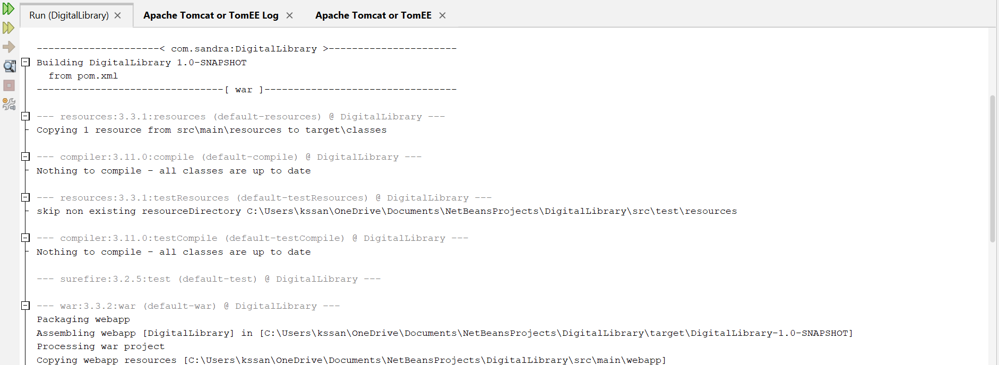 Run (DigitalLibrary) × Apache Tomcat or TomEE Log × Apache Tomcat or TomEE ×
---------------------< com.sandra:DigitalLibrary >----------------------
Building DigitalLibrary 1.0-SNAPSHOT
  from pom.xml
--------------------------------[ war ]---------------------------------
--- resources:3.3.1:resources (default-resources) @ DigitalLibrary ---
Copying 1 resource from src\main\resources to target\classes
--- compiler:3.11.0:compile (default-compile) @ DigitalLibrary ---
Nothing to compile - all classes are up to date
--- resources:3.3.1:testResources (default-testResources) @ DigitalLibrary ---
skip non existing resourceDirectory C:\Users\kssan\OneDrive\Documents\NetBeansProjects\DigitalLibrary\src\test\resources
--- compiler:3.11.0:testCompile (default-testCompile) @ DigitalLibrary ---
Nothing to compile - all classes are up to date
--- surefire:3.2.5:test (default-test) @ DigitalLibrary ---
--- war:3.3.2:war (default-war) @ DigitalLibrary ---
Packaging webapp
Assembling webapp [DigitalLibrary] in [C:\Users\kssan\OneDrive\Documents\NetBeansProjects\DigitalLibrary\target\DigitalLibrary-1.0-SNAPSHOT]
Processing war project
Copying webapp resources [C:\Users\kssan\OneDrive\Documents\NetBeansProjects\DigitalLibrary\src\main\webapp]